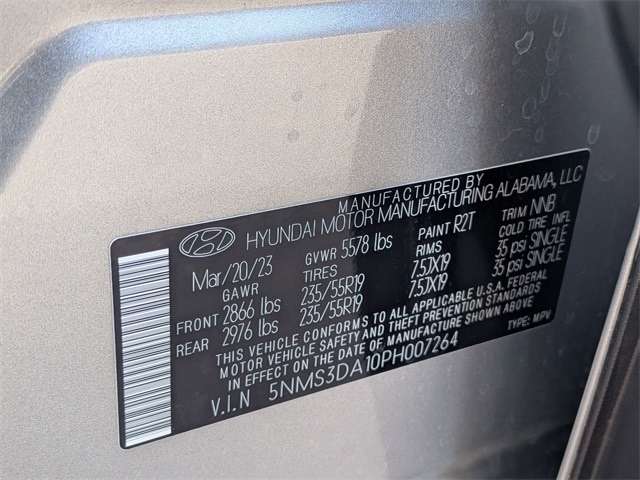 MANUFACTURED BY
HYUNDAI MOTOR MANUFACTURING ALABAMA, LLC
Mar/20/23 GVWR 5578 lbs PAINT R2T TRIM NNB
GAWR TIRES RIMS COLD TIRE INFL
FRONT 2866 lbs 235/55R19 7.5JX19 35 psi SINGLE
REAR 2976 lbs 235/55R19 7.5JX19 35 psi SINGLE
THIS VEHICLE CONFORMS TO ALL APPLICABLE U.S.A. FEDERAL
MOTOR VEHICLE SAFETY AND THEFT PREVENTION STANDARDS
IN EFFECT ON THE DATE OF MANUFACTURE SHOWN ABOVE
V.I.N 5NMS3DA10PH007264 TYPE: MPV